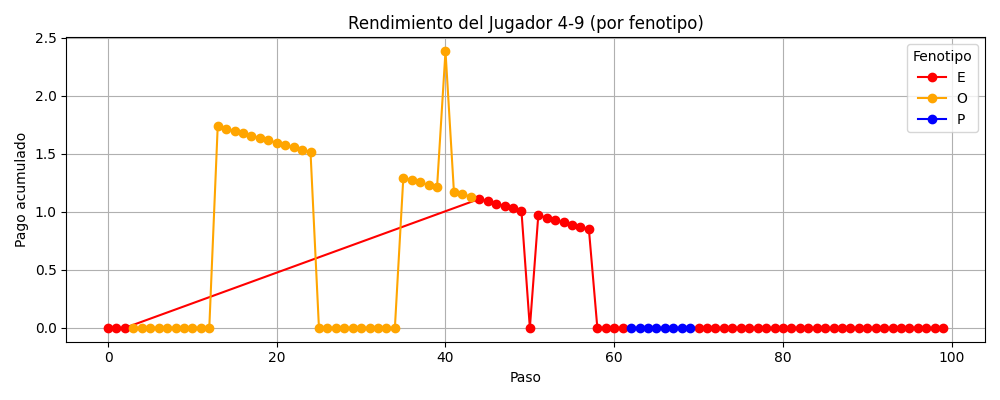 Rendimiento del Jugador 4-9 (por fenotipo)
2.5
2.0
1.5
1.0
0.5
0.0
Pago acumulado
Fenotipo
E
O
P
0
20
40
60
80
100
Paso